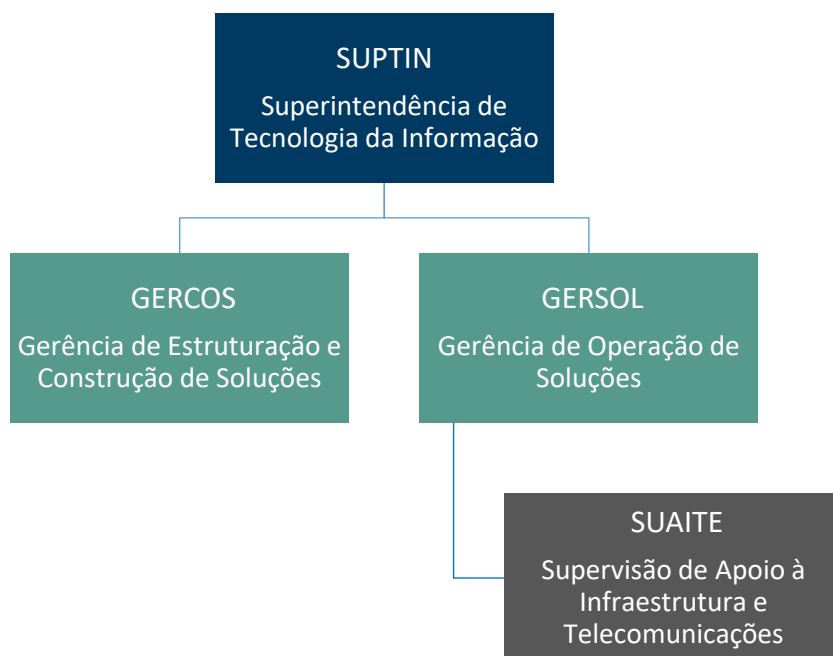 SUPTIN
Superintendência de
Tecnologia da Informação
GERCOS
Gerência de Estruturação e
Construção de Soluções
GERSOL
Gerência de Operação de
Soluções
SUAITE
Supervisão de Apoio à
Infraestrutura e
Telecomunicações